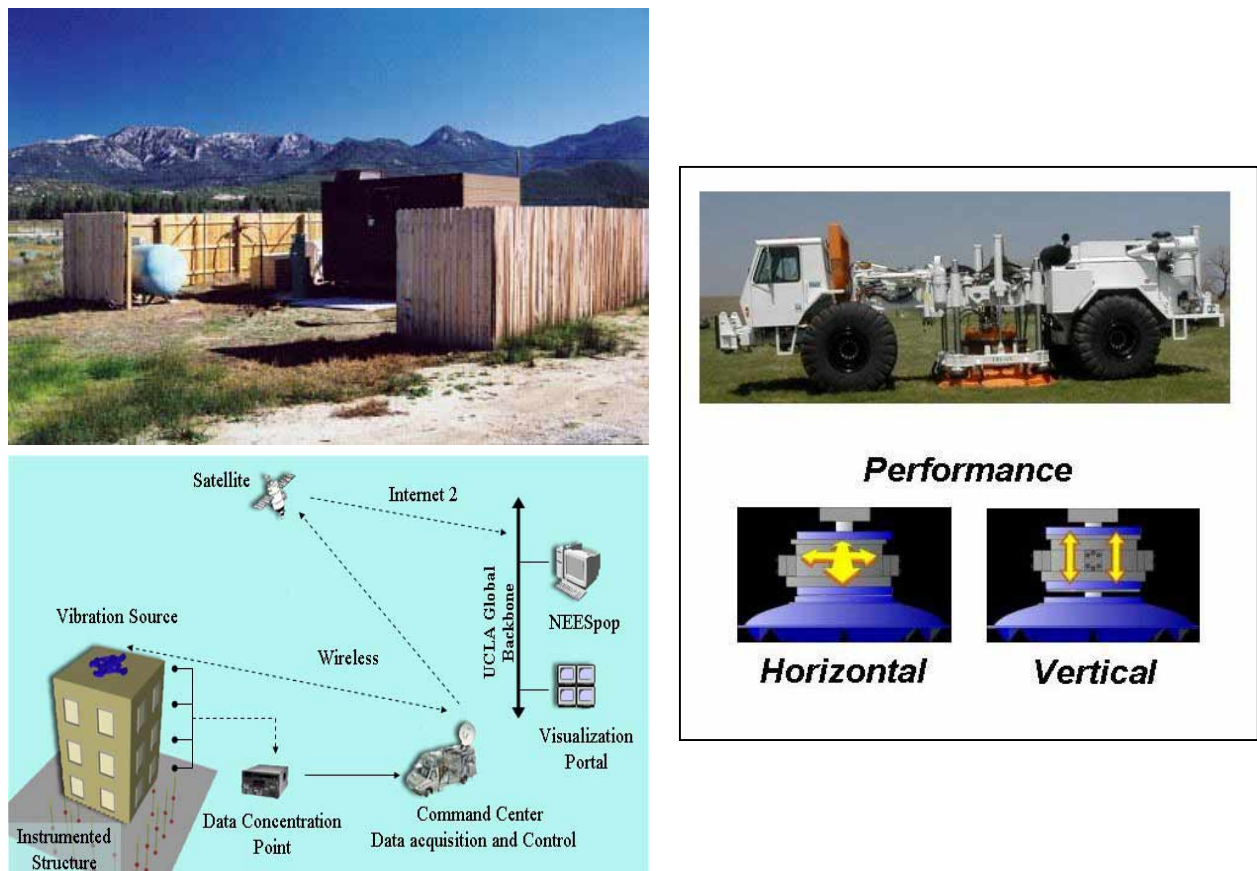 Satellite
Internet 2
UCLA Global
Backbone
NEESpop
Vibration Source
Wireless
Visualization
Portal
Data Concentration
Point
Command Center
Data acquisition and Control
Instrumented
Structure
Performance
Horizontal
Vertical